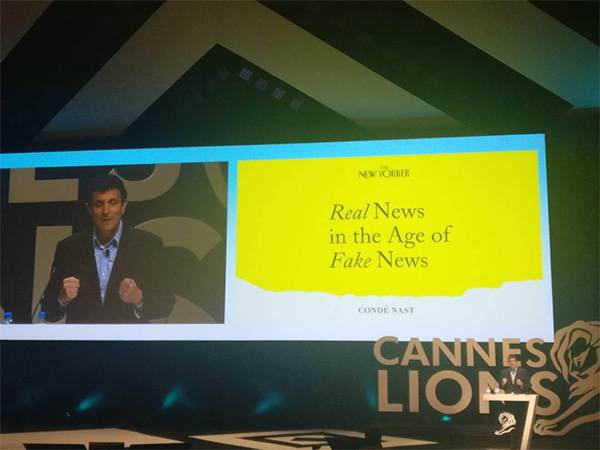 THE
NEW YORKER
Real News
in the Age of
Fake News
CONDÉ NAST
CANNES
LIONS